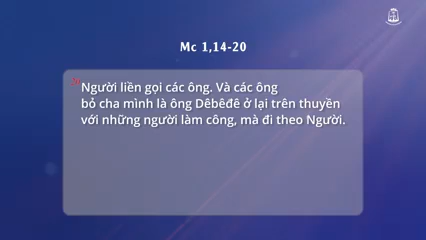 Mc 1,14-20
Người liền gọi các ông. Và các ông
bỏ cha mình là ông Dêbêđê ở lại trên thuyền
với những người làm công, mà đi theo Người.